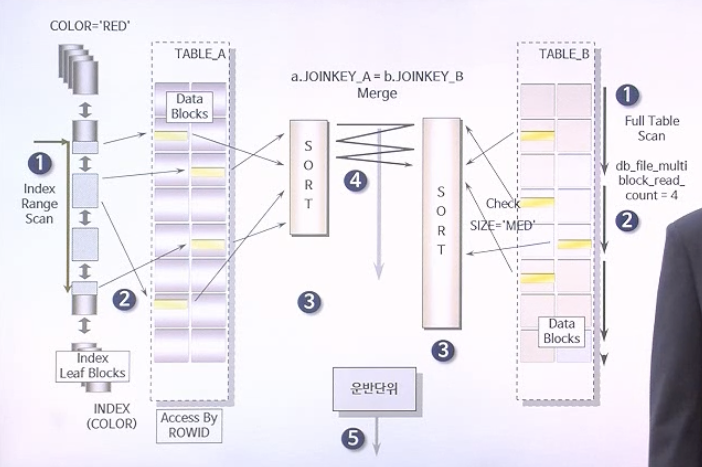 COLOR='RED'
TABLE_A
TABLE_B
a.JOINKEY_A = b.JOINKEY_B
Merge
Data
Blocks
1
Index
Range
Scan
2
SORT
4
3
SORT
3
Check
SIZE='MED'
1
Full Table
Scan
db_file_multi
block_read_
count = 4
2
Data
Blocks
Index
Leaf Blocks
INDEX
(COLOR)
Access By
ROWID
운반단위
5